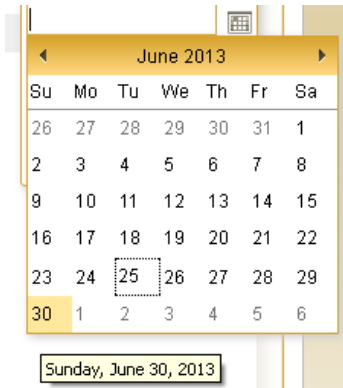 June 2013
Su Mo Tu We Th Fr Sa
26 27 28 29 30 31 1
2 3 4 5 6 7 8
9 10 11 12 13 14 15
16 17 18 19 20 21 22
23 24 25 26 27 28 29
30 1 2 3 4 5 6
Sunday, June 30, 2013